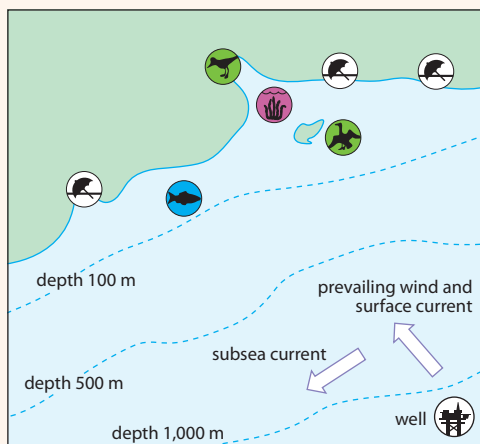 depth 100 m
prevailing wind and
surface current
subsea current
depth 500 m
well
depth 1,000 m